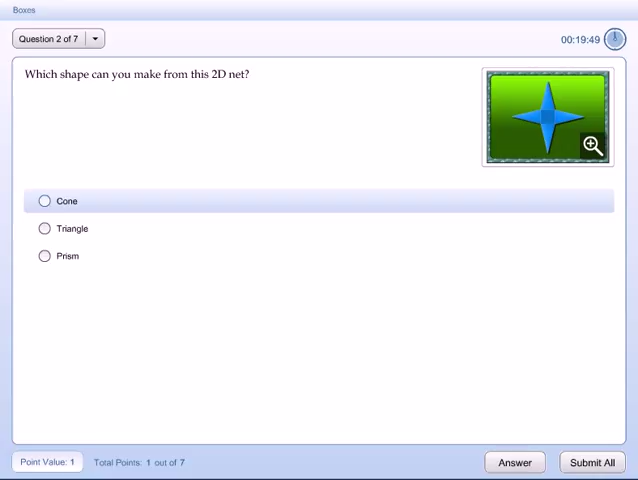 Boxes
Question 2 of 7
00:19:49
Which shape can you make from this 2D net?
Cone
Triangle
Prism
Point Value: 1
Total Points: 1 out of 7
Answer
Submit All